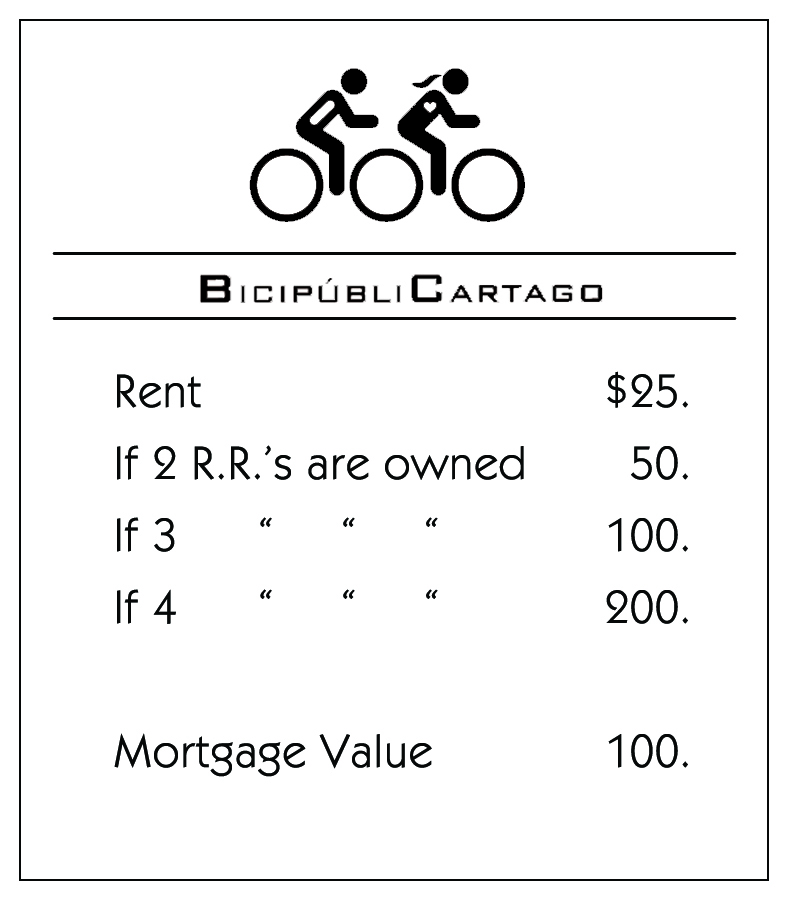 BICIPÚBLICARTAGO
Rent $25.
If 2 R.R.’s are owned 50.
If 3 “ “ “ 100.
If 4 “ “ “ 200.
Mortgage Value 100.